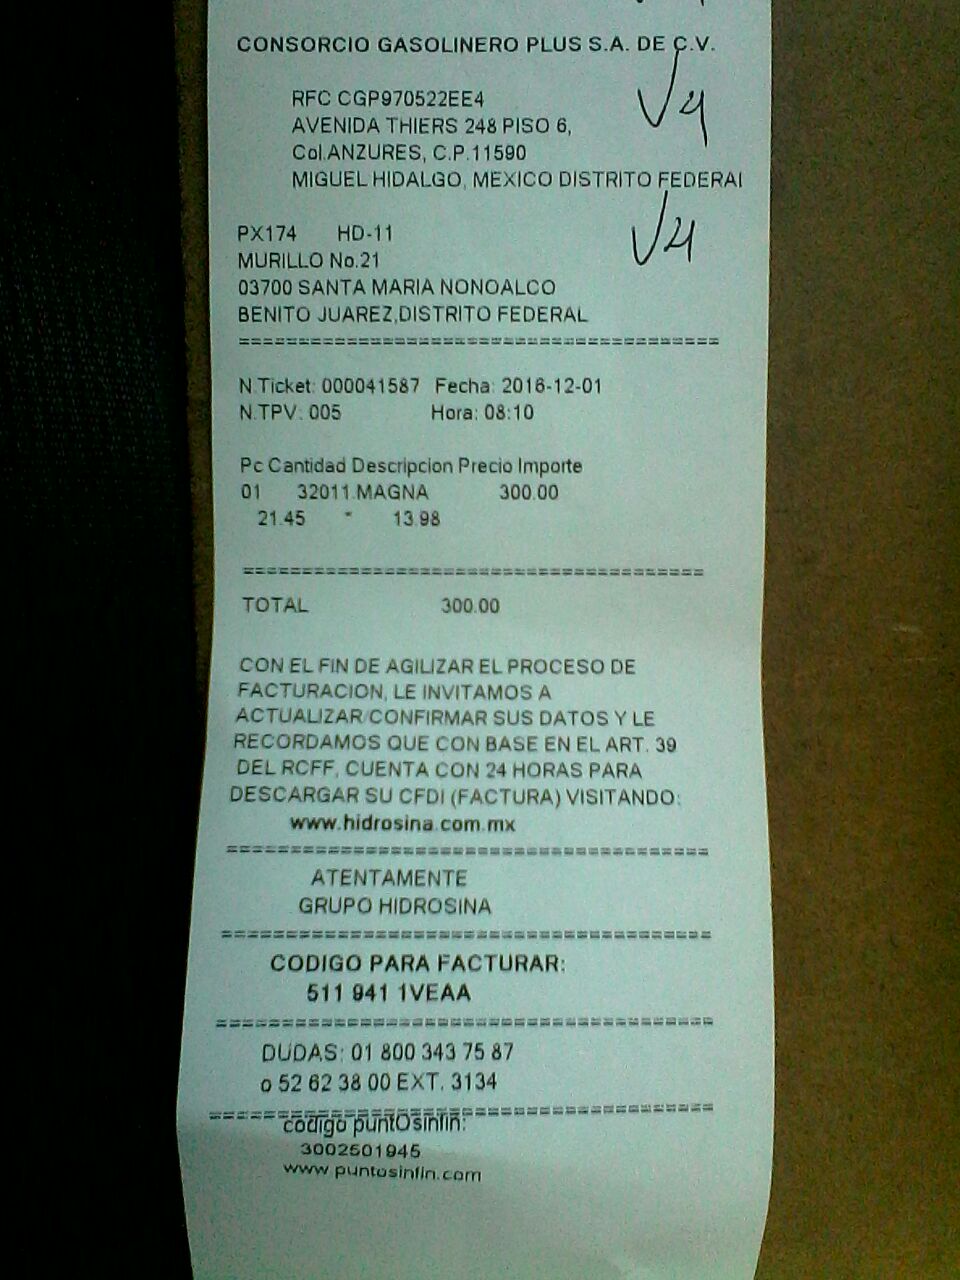 CONSORCIO GASOLINERO PLUS S.A. DE C.V.
RFC CGP970522EE4
AVENIDA THIERS 248 PISO 6,
Col.ANZURES, C.P.11590
MIGUEL HIDALGO, MEXICO DISTRITO FEDERAl
PX174 HD-11
MURILLO No.21
03700 SANTA MARIA NONOALCO
BENITO JUAREZ,DISTRITO FEDERAL
========================================
N.Ticket: 000041587 Fecha: 2016-12-01
N.TPV: 005 Hora: 08:10
Pc Cantidad Descripcion Precio Importe
01 32011 MAGNA 300.00
21.45 * 13.98
========================================
TOTAL 300.00
CON EL FIN DE AGILIZAR EL PROCESO DE
FACTURACION, LE INVITAMOS A
ACTUALIZAR/CONFIRMAR SUS DATOS Y LE
RECORDAMOS QUE CON BASE EN EL ART. 39
DEL RCFF, CUENTA CON 24 HORAS PARA
DESCARGAR SU CFDI (FACTURA) VISITANDO:
www.hidrosina.com.mx
========================================
ATENTAMENTE
GRUPO HIDROSINA
========================================
CODIGO PARA FACTURAR:
511 941 1VEAA
========================================
DUDAS: 01 800 343 75 87
o 52 62 38 00 EXT. 3134
========================================
codigo puntOsinfin:
3002501945
www.puntosinfin.com